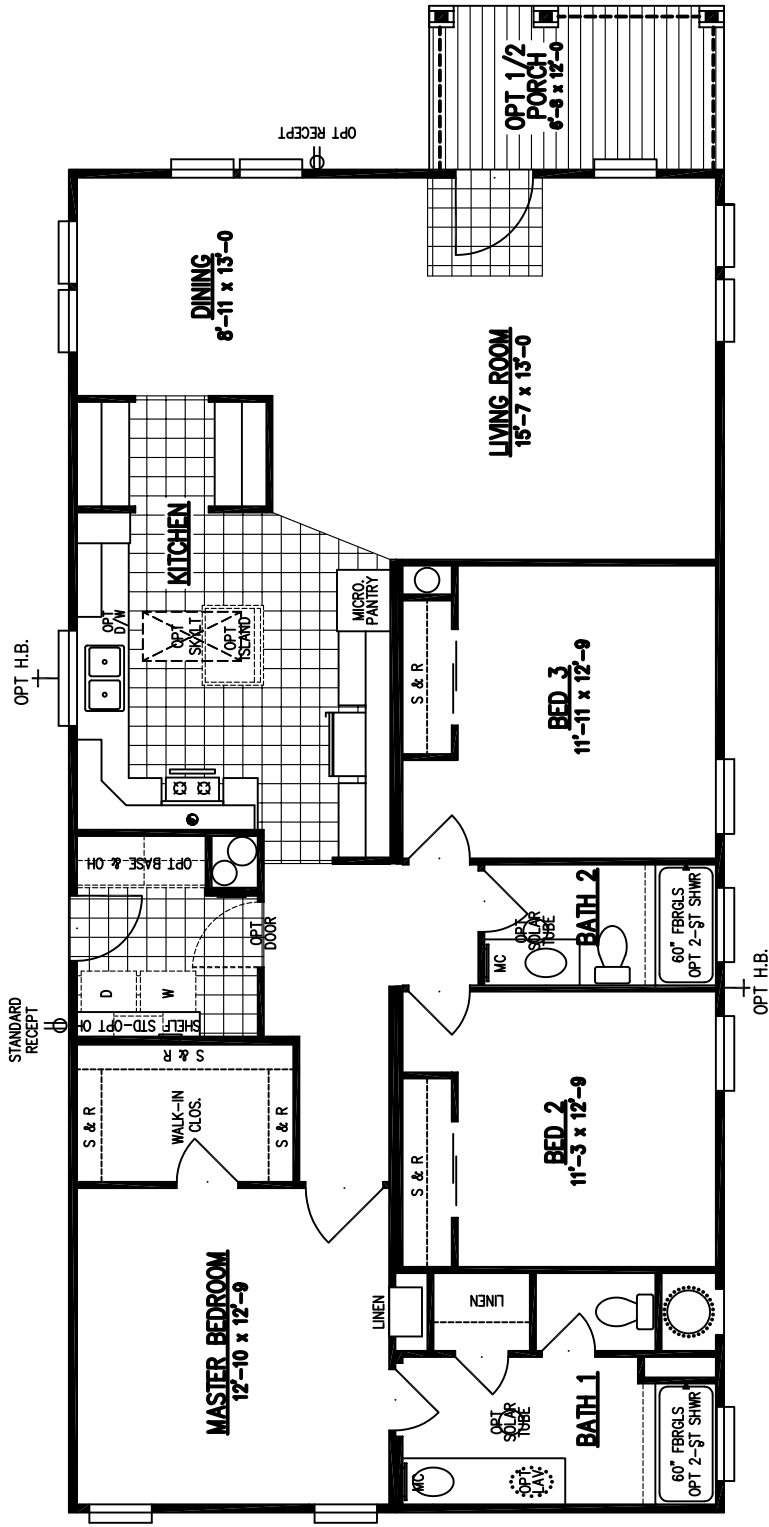 OPT 1/2
PORCH
6'-8 x 12'-0
OPT RECEPT
DINING
8'-11 x 13'-0
LIVING ROOM
15'-7 x 13'-0
KITCHEN
OPT
D/W
OPT
SKYLT
OPT
ISLAND
MICRO.
PANTRY
OPT H.B.
S & R
BED 3
11'-11 x 12'-9
OPT BASE & OH
OPT
DOOR
D
W
SHELF STD-OPT OH
STANDARD
RECEPT
MC
OPT
SOLAR
TUBE
BATH 2
60" FBRGLS
OPT 2-ST SHWR
OPT H.B.
S & R
S & R
WALK-IN
CLOS.
S & R
S & R
BED 2
11'-3 x 12'-9
MASTER BEDROOM
12'-10 x 12'-9
LINEN
LINEN
MC
OPT
LAV
OPT
SOLAR
TUBE
BATH 1
60" FBRGLS
OPT 2-ST SHWR